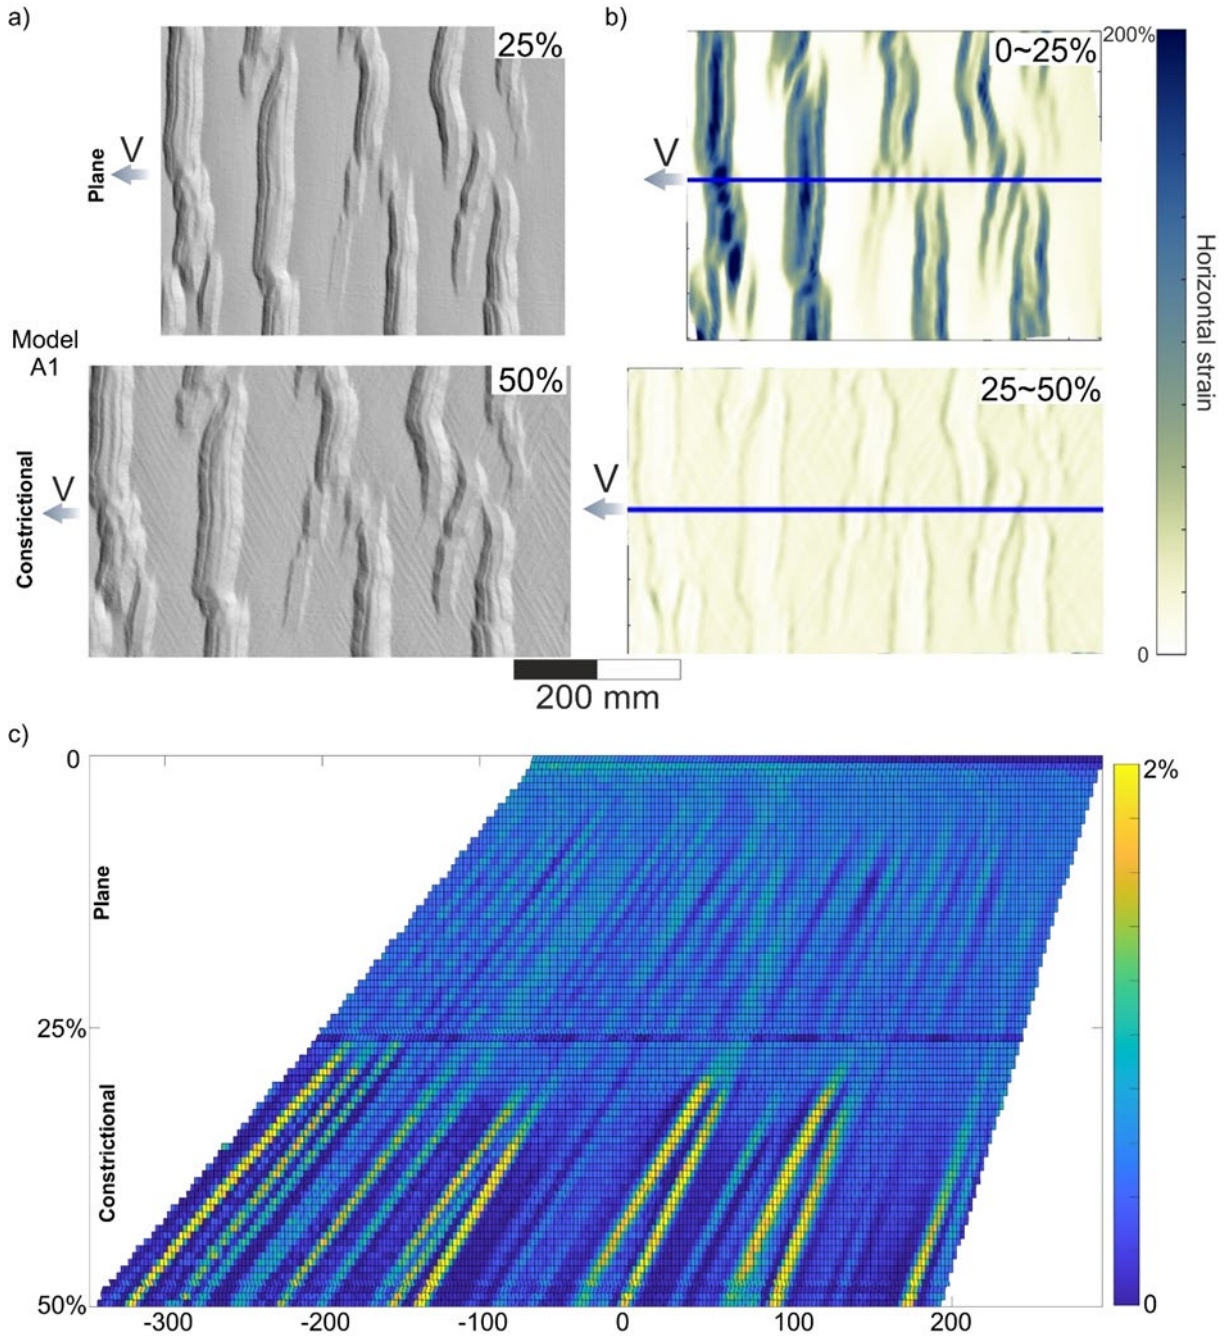 a)
b)
25%
0~25%
200%
V
Plane
V
Horizontal strain
Model
A1
50%
25~50%
V
Constrictional
V
0
200 mm
c)
0
2%
Plane
25%
Constrictional
50%
0
-300
-200
-100
0
100
200